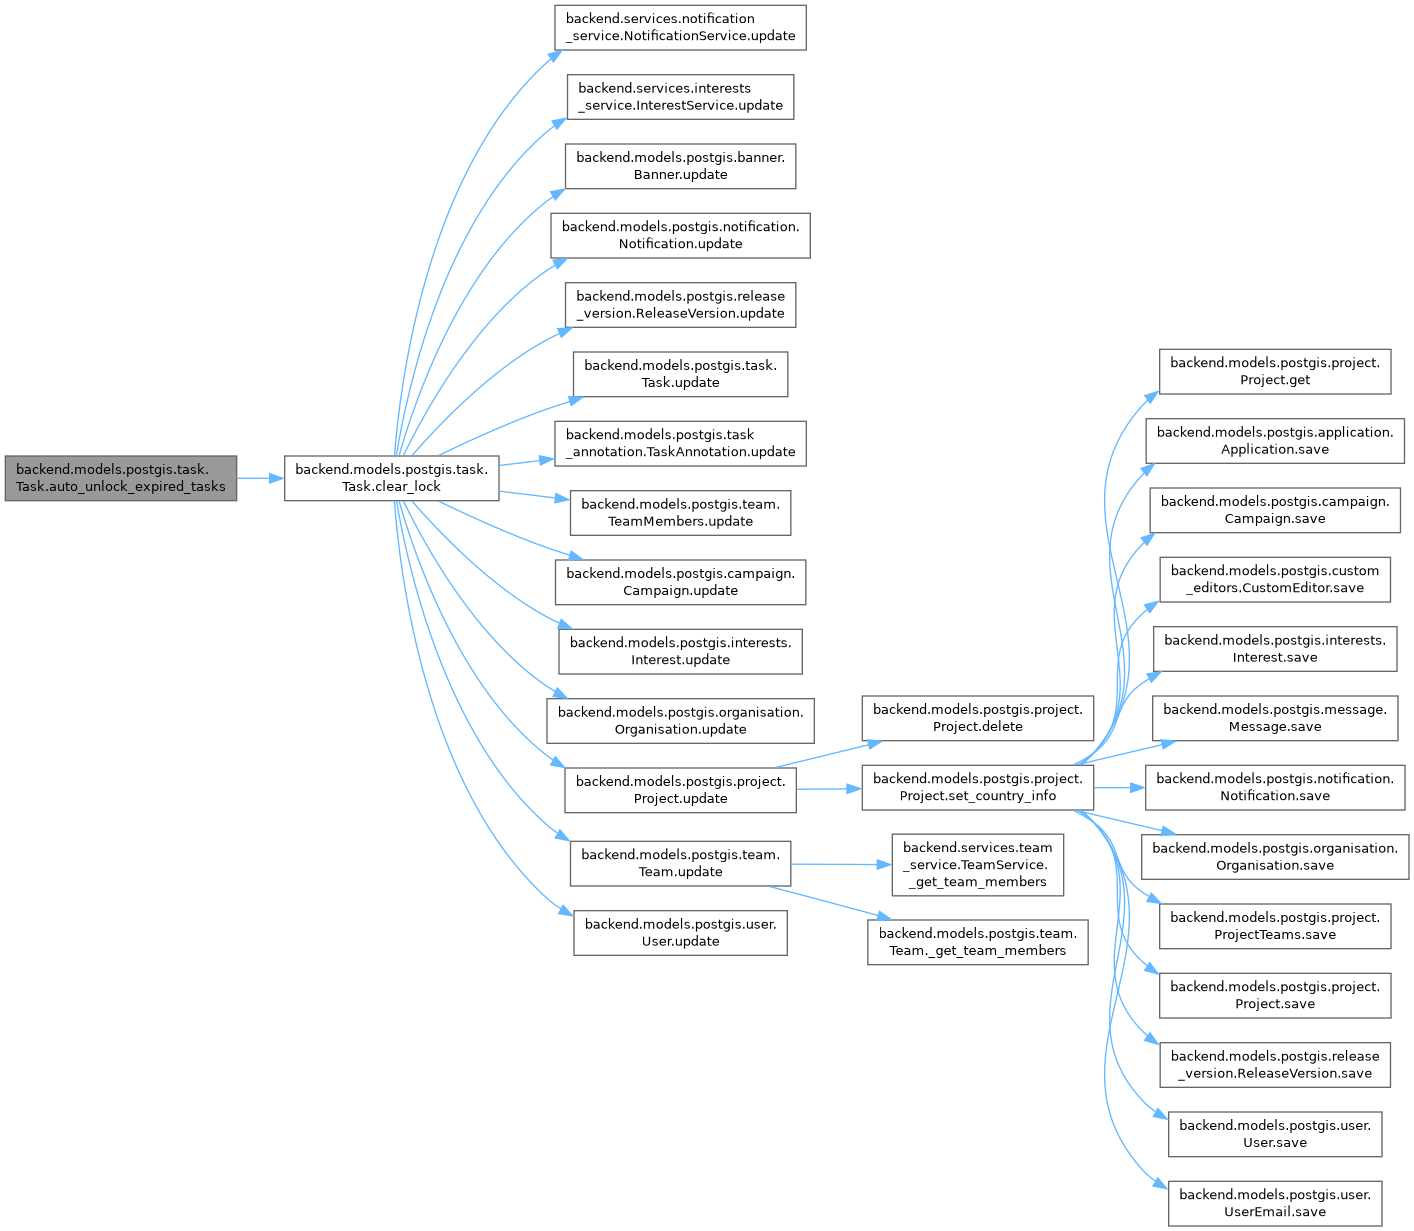 backend.models.postgis.task.
Task.auto_unlock_expired_tasks
backend.models.postgis.task.
Task.clear_lock
backend.services.notification
_service.NotificationService.update
backend.services.interests
_service.InterestService.update
backend.models.postgis.banner.
Banner.update
backend.models.postgis.notification.
Notification.update
backend.models.postgis.release
_version.ReleaseVersion.update
backend.models.postgis.task.
Task.update
backend.models.postgis.task
_annotation.TaskAnnotation.update
backend.models.postgis.team.
TeamMembers.update
backend.models.postgis.campaign.
Campaign.update
backend.models.postgis.interests.
Interest.update
backend.models.postgis.organisation.
Organisation.update
backend.models.postgis.project.
Project.update
backend.models.postgis.team.
Team.update
backend.models.postgis.user.
User.update
backend.models.postgis.project.
Project.delete
backend.models.postgis.project.
Project.set_country_info
backend.services.team
_service.TeamService.
_get_team_members
backend.models.postgis.team.
Team._get_team_members
backend.models.postgis.project.
Project.get
backend.models.postgis.application.
Application.save
backend.models.postgis.campaign.
Campaign.save
backend.models.postgis.custom
_editors.CustomEditor.save
backend.models.postgis.interests.
Interest.save
backend.models.postgis.message.
Message.save
backend.models.postgis.notification.
Notification.save
backend.models.postgis.organisation.
Organisation.save
backend.models.postgis.project.
ProjectTeams.save
backend.models.postgis.project.
Project.save
backend.models.postgis.release
_version.ReleaseVersion.save
backend.models.postgis.user.
User.save
backend.models.postgis.user.
UserEmail.save